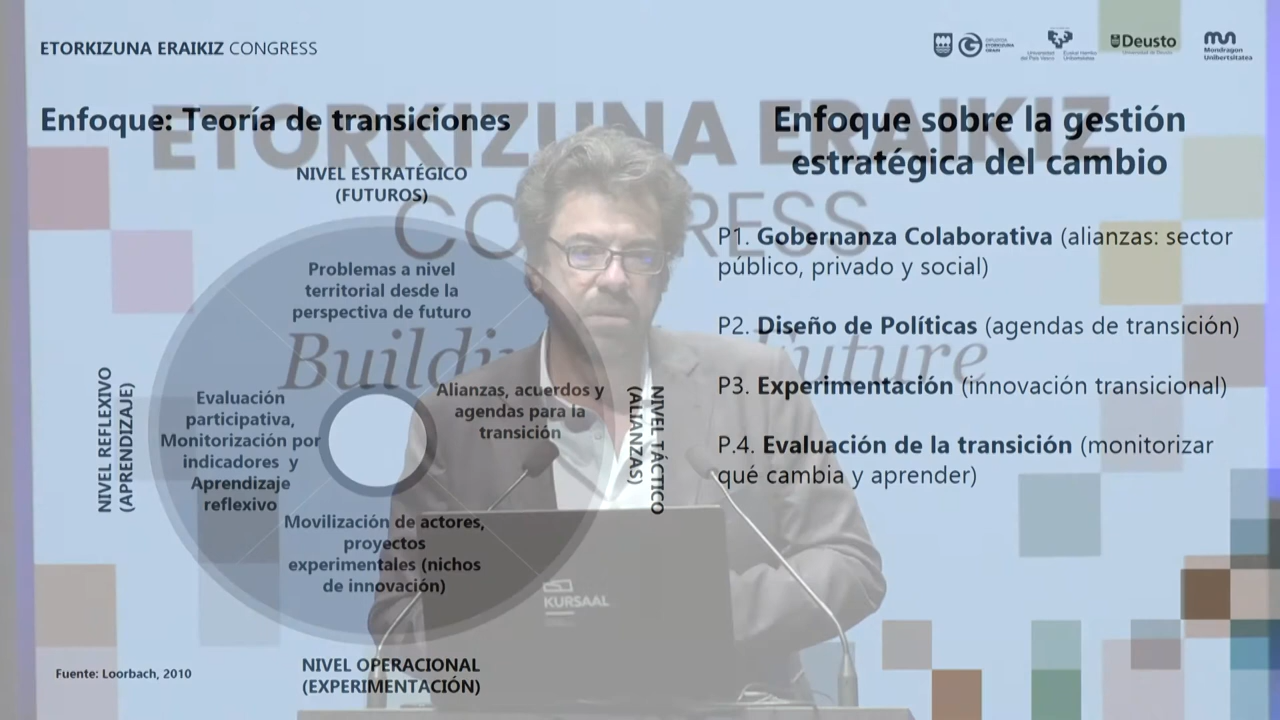 ETORKIZUNA ERAIKIZ CONGRESS
Deusto
Mondragon
Unibertsitatea
Enfoque: Teoría de transiciones
ETORKIZUNA ERAIKIZ
CONGRESS
Building Future
NIVEL ESTRATÉGICO
(FUTUROS)
Problemas a nivel
territorial desde la
perspectiva de futuro
NIVEL REFLEXIVO
(APRENDIZAJE)
Evaluación
participativa,
Monitorización por
indicadores y
Aprendizaje
reflexivo
Alianzas, acuerdos y
agendas para la
transición
NIVEL TÁCTICO
(ALIANZAS)
Movilización de actores,
proyectos
experimentales (nichos
de innovación)
NIVEL OPERACIONAL
(EXPERIMENTACIÓN)
Fuente: Loorbach, 2010
KURSAAL
Enfoque sobre la gestión
estratégica del cambio
P1. Gobernanza Colaborativa (alianzas: sector
público, privado y social)
P2. Diseño de Políticas (agendas de transición)
P3. Experimentación (innovación transicional)
P.4. Evaluación de la transición (monitorizar
qué cambia y aprender)